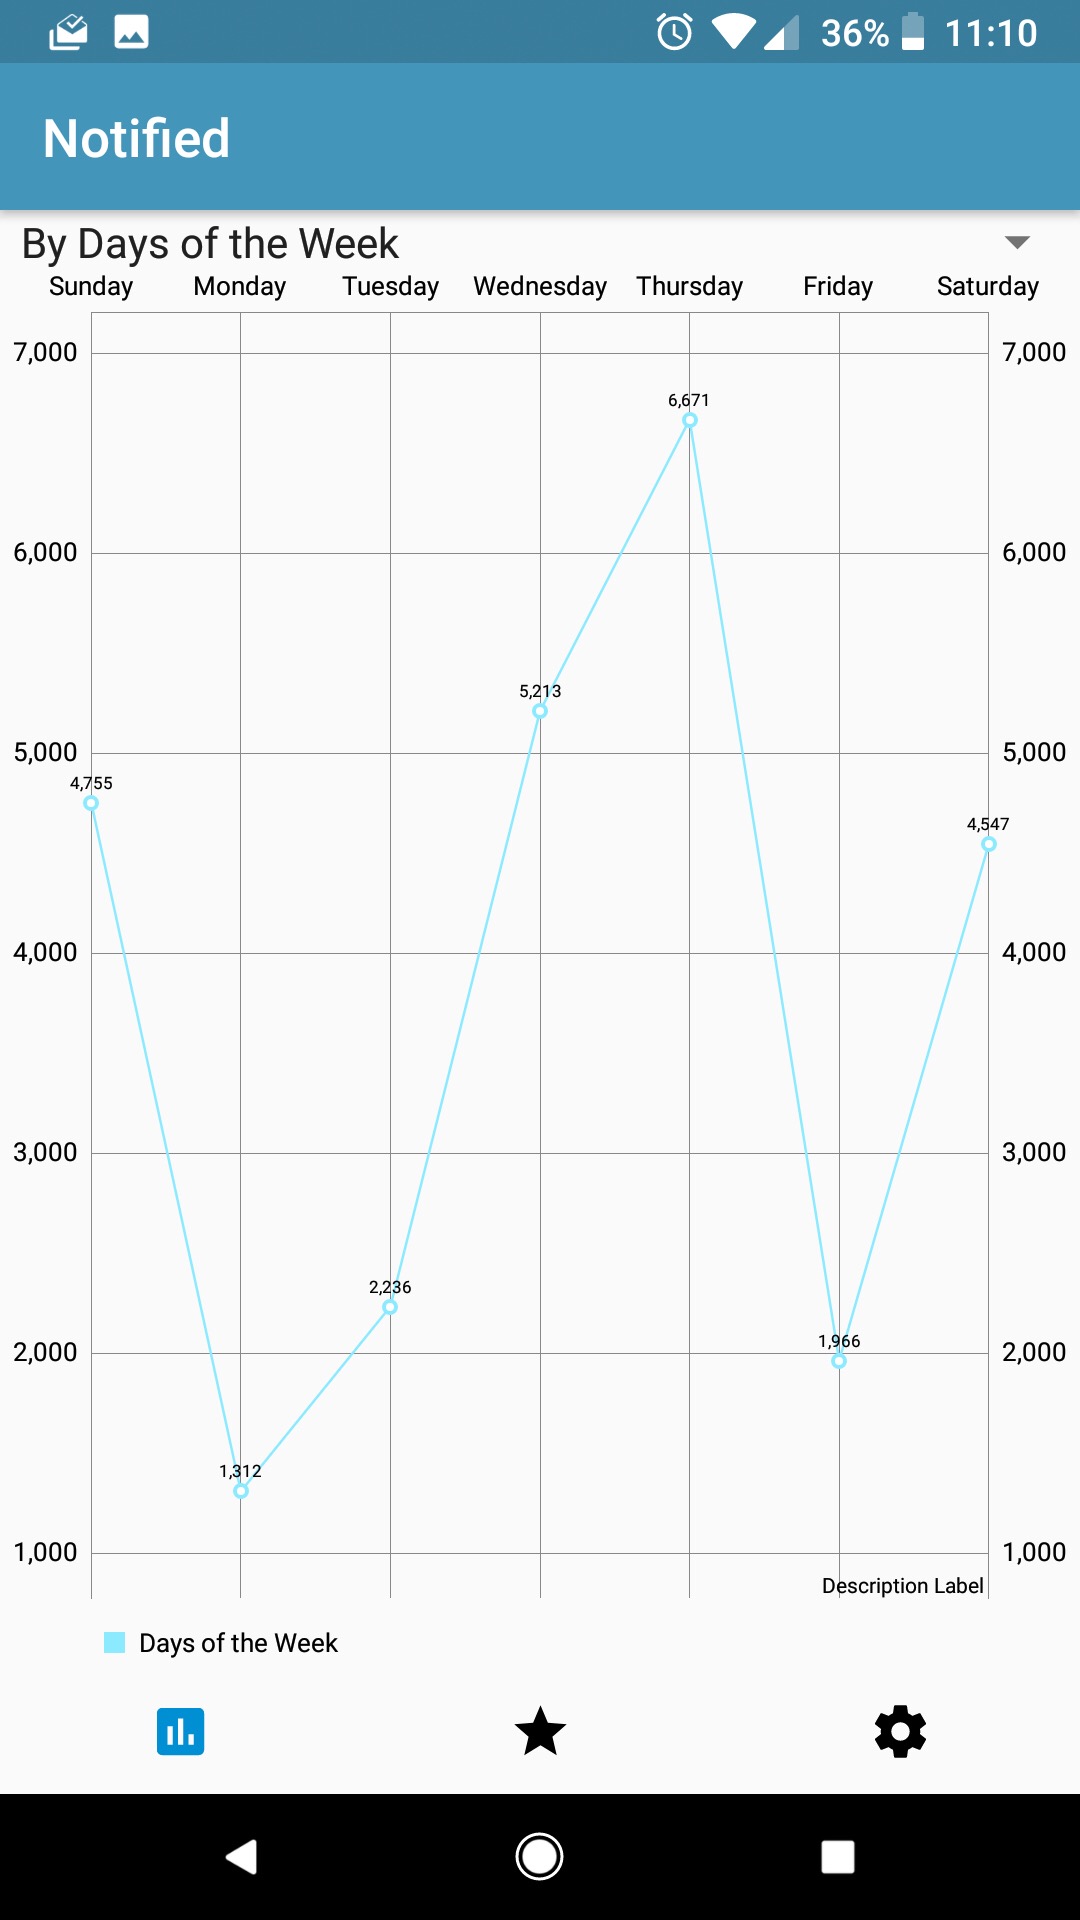 36% 11:10
Notified
By Days of the Week
Sunday Monday Tuesday Wednesday Thursday Friday Saturday
7,000 7,000
6,671
6,000 6,000
5,213
5,000 5,000
4,755
4,547
4,000 4,000
3,000 3,000
2,236
2,000 1,966 2,000
1,312
1,000 1,000
Description Label
Days of the Week